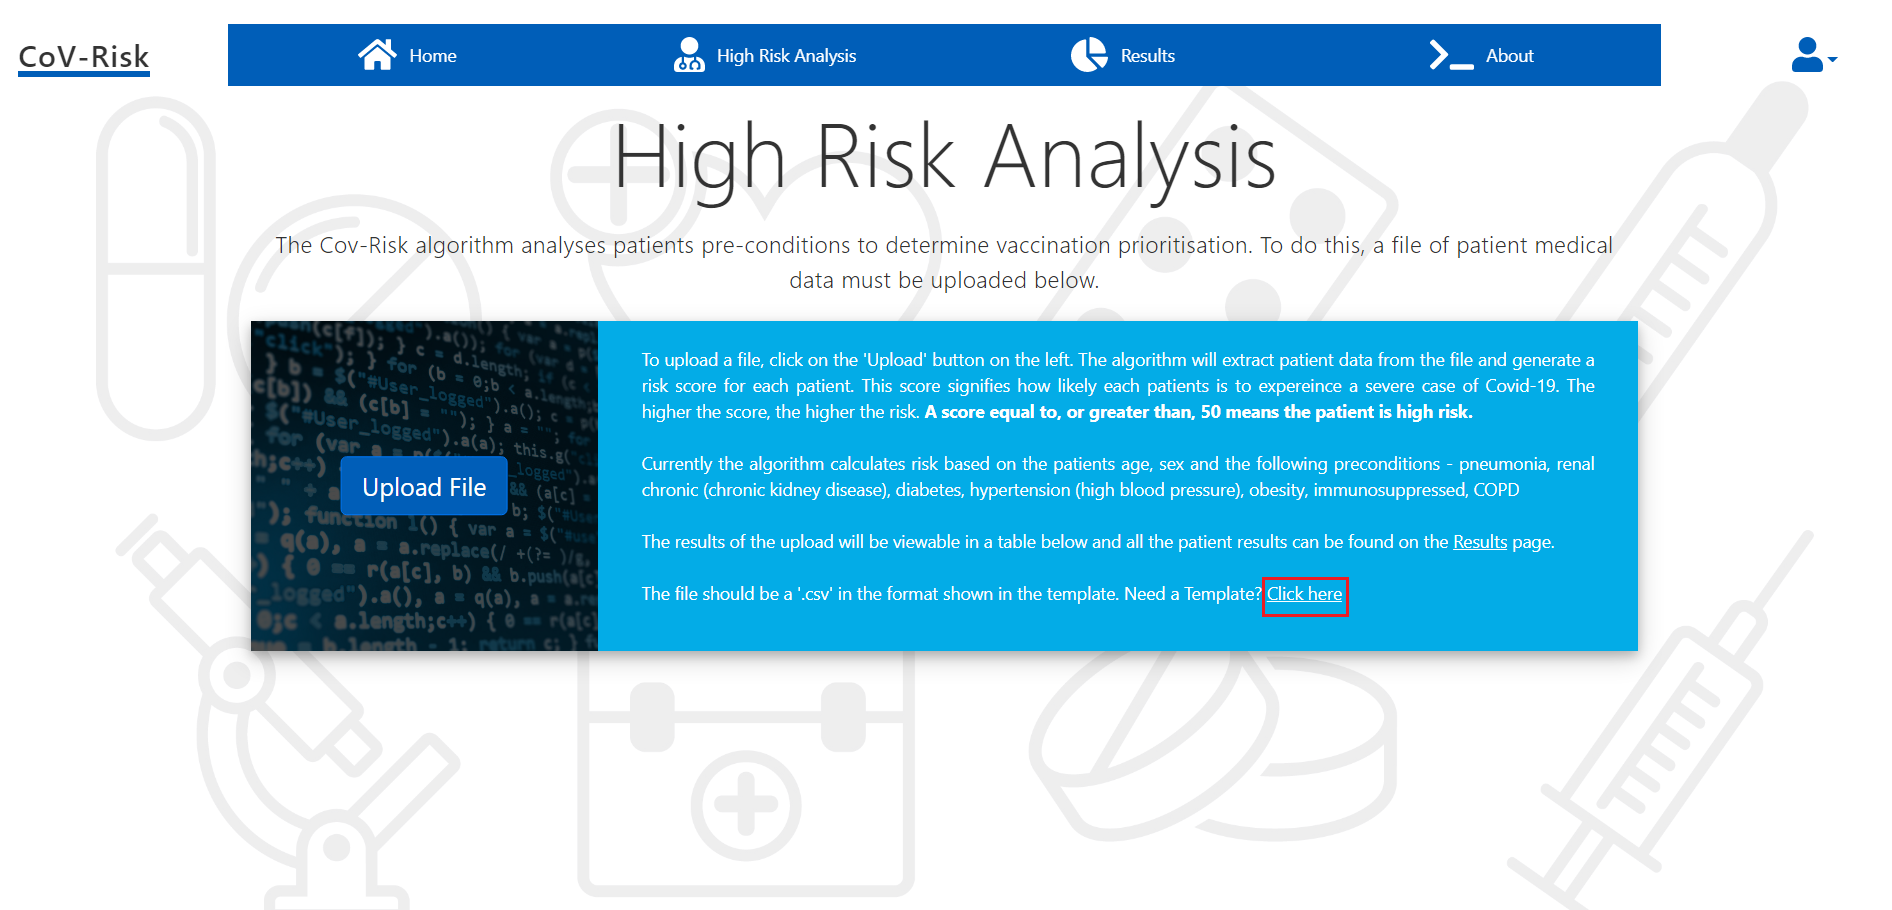 CoV-Risk
Home
High Risk Analysis
Results
About
High Risk Analysis
The Cov-Risk algorithm analyses patients pre-conditions to determine vaccination prioritisation. To do this, a file of patient medical
data must be uploaded below.
Upload File
To upload a file, click on the 'Upload' button on the left. The algorithm will extract patient data from the file and generate a
risk score for each patient. This score signifies how likely each patients is to expereince a severe case of Covid-19. The
higher the score, the higher the risk. A score equal to, or greater than, 50 means the patient is high risk.
Currently the algorithm calculates risk based on the patients age, sex and the following preconditions - pneumonia, renal
chronic (chronic kidney disease), diabetes, hypertension (high blood pressure), obesity, immunosuppressed, COPD
The results of the upload will be viewable in a table below and all the patient results can be found on the Results page.
The file should be a '.csv' in the format shown in the template. Need a Template? Click here